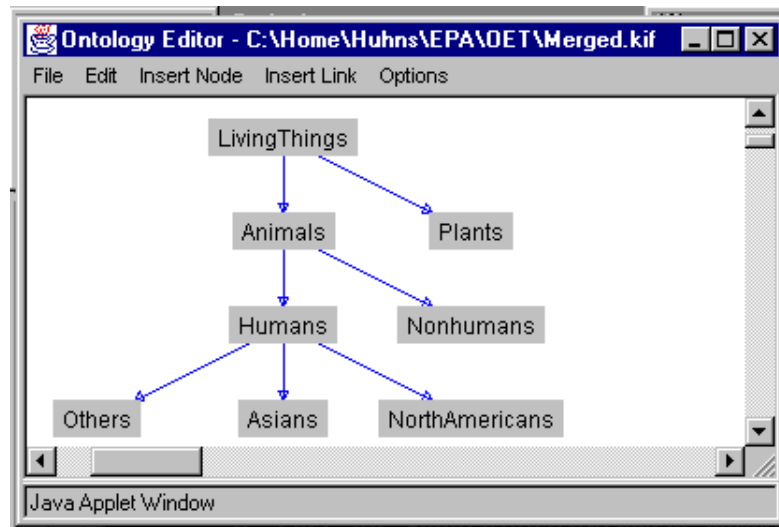 Ontology Editor - C:\Home\Huhns\EPA\OET\Merged.kif
File Edit Insert Node Insert Link Options
LivingThings
Animals Plants
Humans Nonhumans
Others Asians NorthAmericans
Java Applet Window